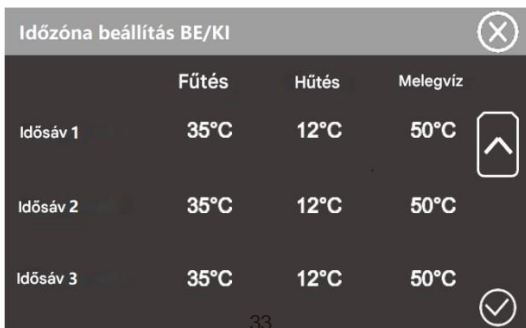 Időzóna beállítás BE/KI
Fűtés Hűtés Melegvíz
Idősáv 1 35°C 12°C 50°C
Idősáv 2 35°C 12°C 50°C
Idősáv 3 35°C 12°C 50°C
33